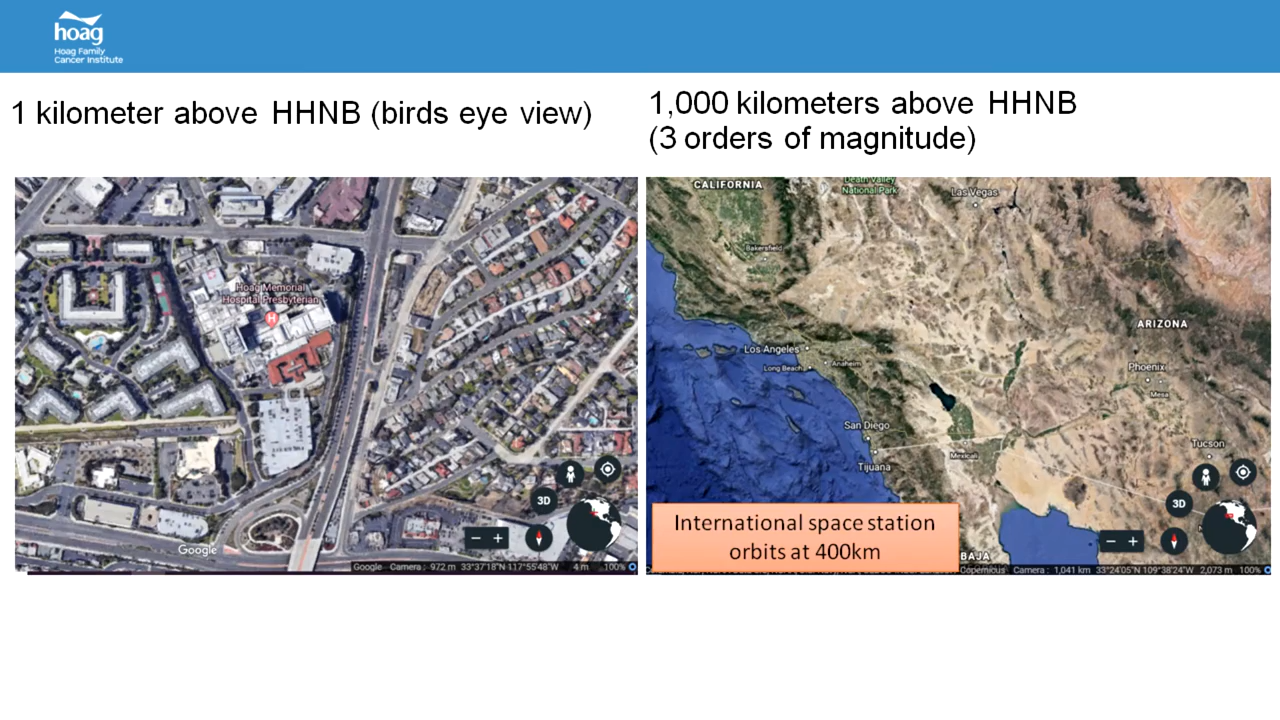 hoag
Hoag Family
Cancer Institute
1 kilometer above HHNB (birds eye view)
1,000 kilometers above HHNB
(3 orders of magnitude)
Hoag Memorial
Hospital Presbyterian
H
3D
Google
Google Camera: 972 m 33°37'18"N 117°55'48"W 4 m 100%
CALIFORNIA
Death Valley
National Park
Las Vegas
Bakersfield
ARIZONA
Los Angeles
Long Beach
Anaheim
Phoenix
Mesa
San Diego
Tucson
Tijuana
Mexicali
3D
International space station
orbits at 400km
BAJA
Copernicus Camera: 1,041 km 33°24'05"N 109°38'24"W 2,073 m 100%